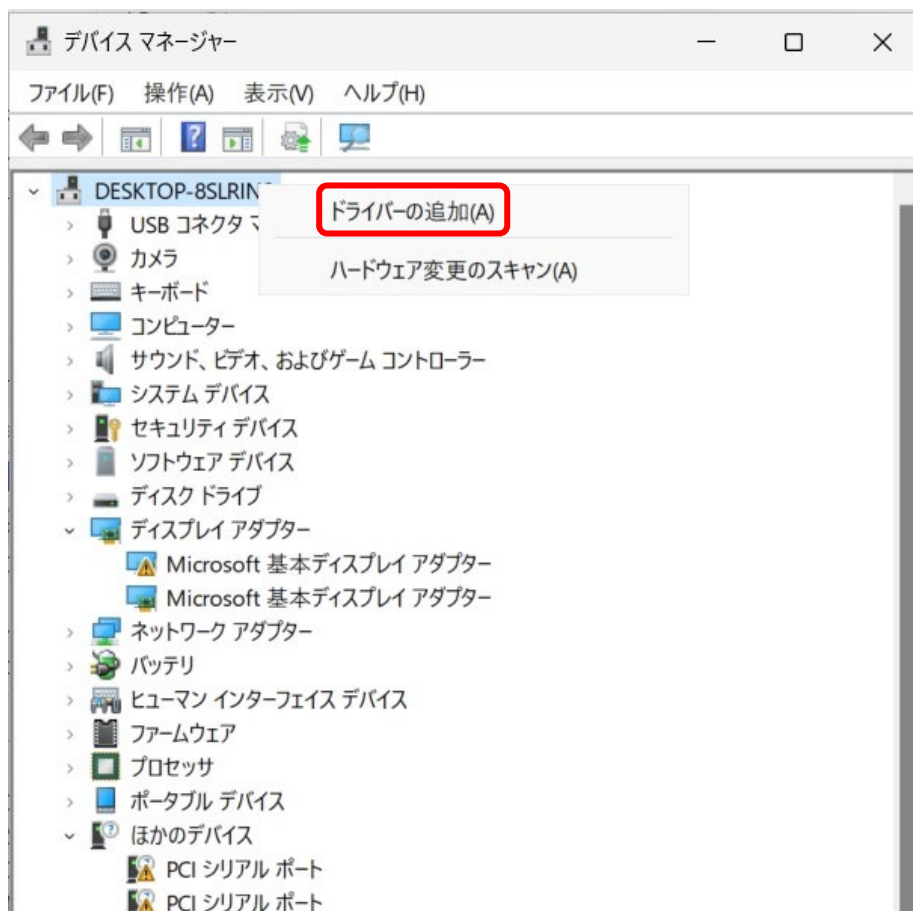 デバイス マネージャー
ファイル(F) 操作(A) 表示(V) ヘルプ(H)
DESKTOP-8SLRIN
ドライバーの追加(A)
USB コネクタ
ハードウェア変更のスキャン(A)
カメラ
キーボード
コンピューター
サウンド、ビデオ、およびゲーム コントローラー
システム デバイス
セキュリティ デバイス
ソフトウェア デバイス
ディスク ドライブ
ディスプレイ アダプター
Microsoft 基本ディスプレイ アダプター
Microsoft 基本ディスプレイ アダプター
ネットワーク アダプター
バッテリ
ヒューマン インターフェイス デバイス
ファームウェア
プロセッサ
ポータブル デバイス
ほかのデバイス
PCI シリアル ポート
PCI シリアル ポート